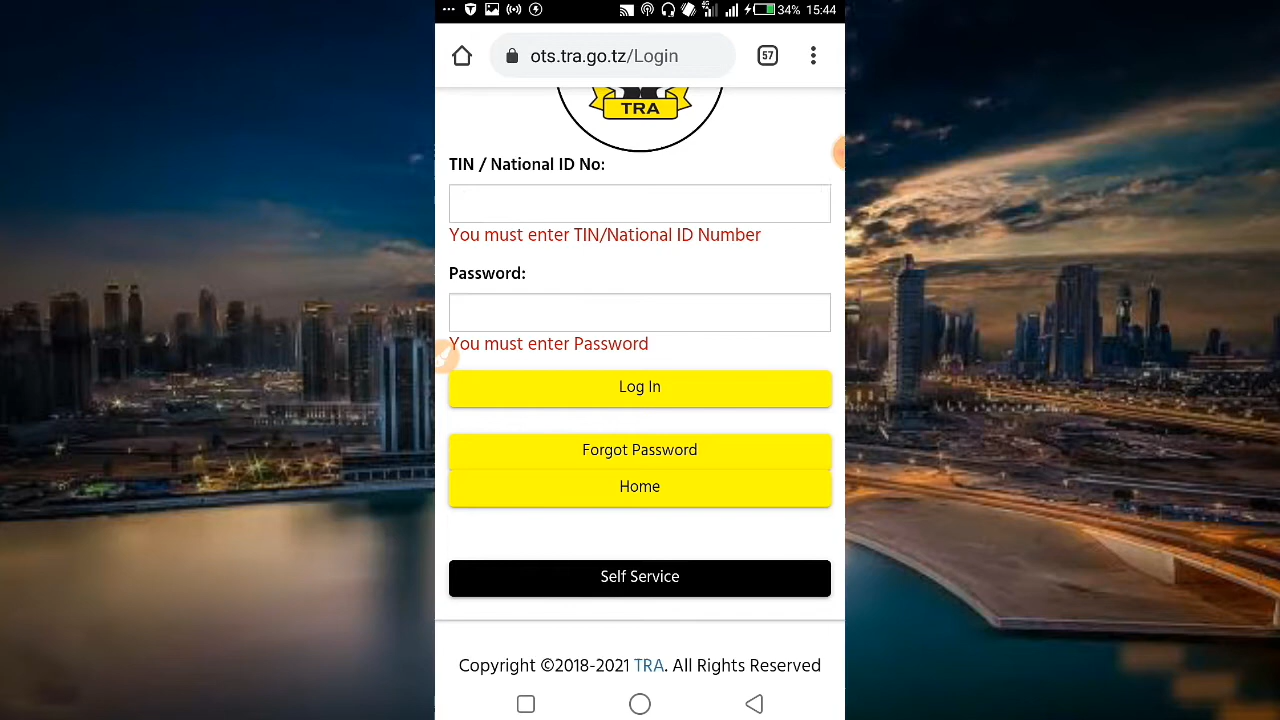 34% 15:44
ots.tra.go.tz/Login
57
TRA
TIN / National ID No:
You must enter TIN/National ID Number
Password:
You must enter Password
Log In
Forgot Password
Home
Self Service
Copyright ©2018-2021 TRA. All Rights Reserved